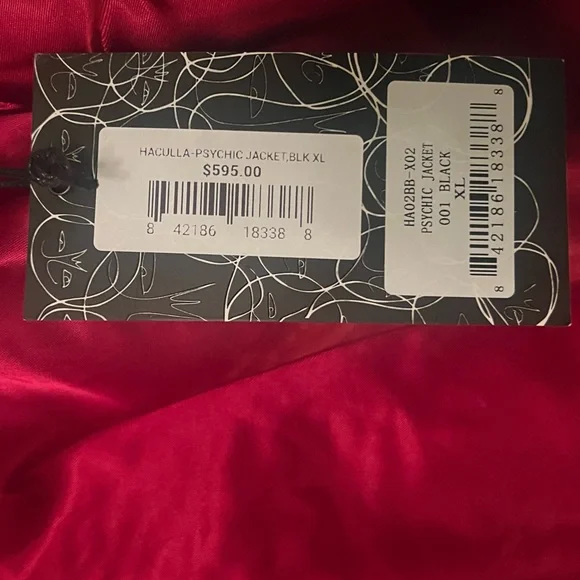 HACULLA-PSYCHIC JACKET,BLK XL
$595.00
8 42186 18338 8
HA02BB-X02
PSYCHIC JACKET
001 BLACK
XL
8 42186 18338 8